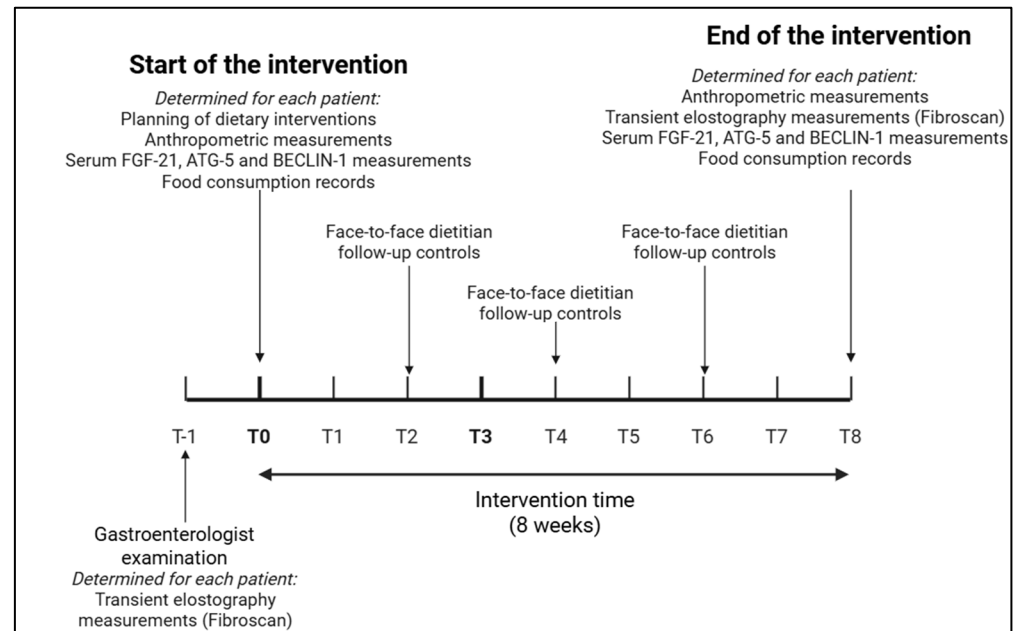 Start of the intervention
Determined for each patient:
Planning of dietary interventions
Anthropometric measurements
Serum FGF-21, ATG-5 and BECLIN-1 measurements
Food consumption records
End of the intervention
Determined for each patient:
Anthropometric measurements
Transient elostography measurements (Fibroscan)
Serum FGF-21, ATG-5 and BECLIN-1 measurements
Food consumption records
Face-to-face dietitian
follow-up controls
Face-to-face dietitian
follow-up controls
Face-to-face dietitian
follow-up controls
T-1 T0 T1 T2 T3 T4 T5 T6 T7 T8
Intervention time
(8 weeks)
Gastroenterologist
examination
Determined for each patient:
Transient elostography
measurements (Fibroscan)